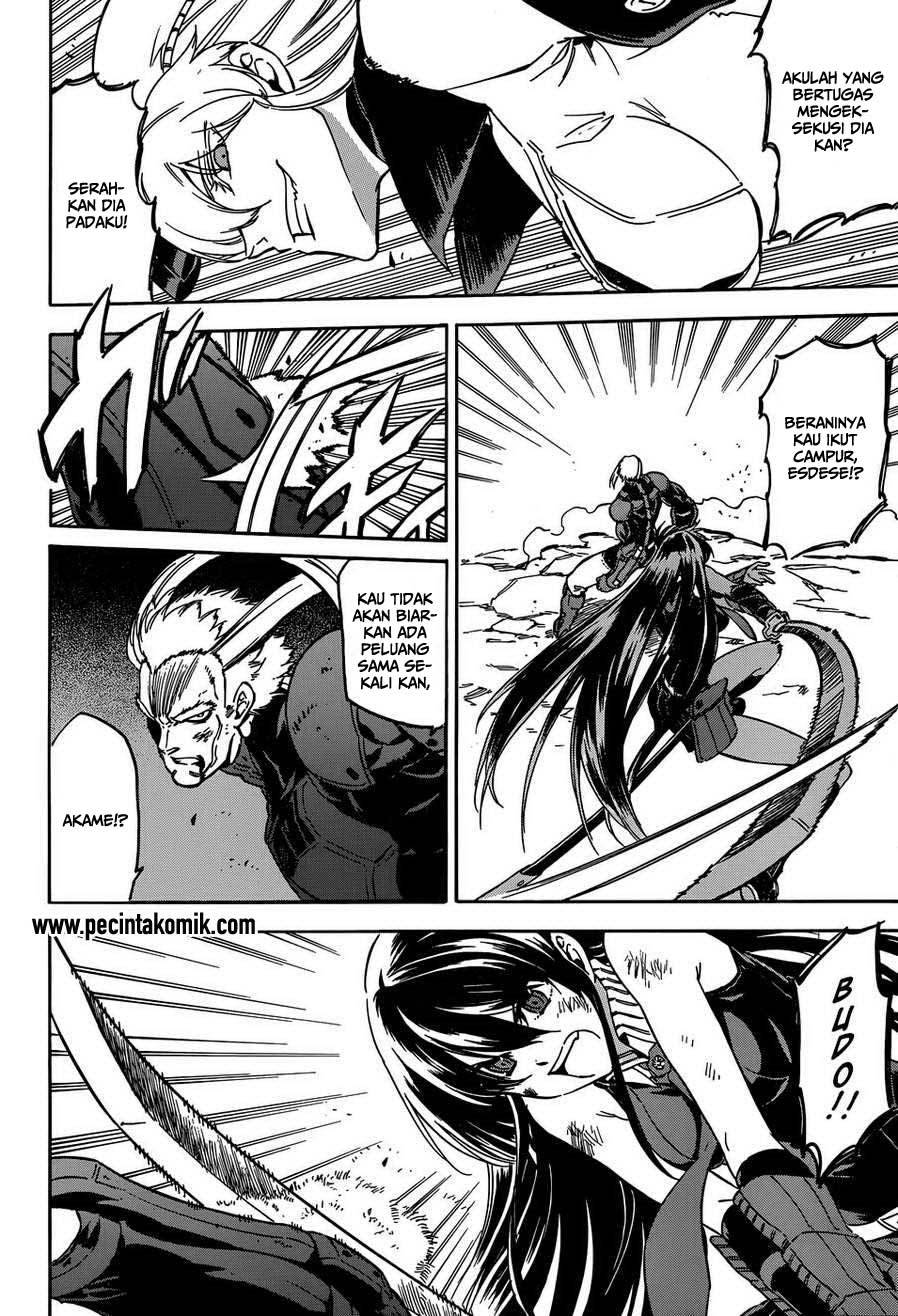 AKULAH YANG
BERTUGAS
MENGEK-
SEKUSI DIA
KAN?
SERAH-
KAN DIA
PADAKU!
BERANINYA
KAU IKUT
CAMPUR,
ESDESE!?
KAU TIDAK
AKAN BIAR-
KAN ADA
PELUANG
SAMA SE-
KALI KAN,
AKAME!?
www.pecintakomik.com
BUDO!!